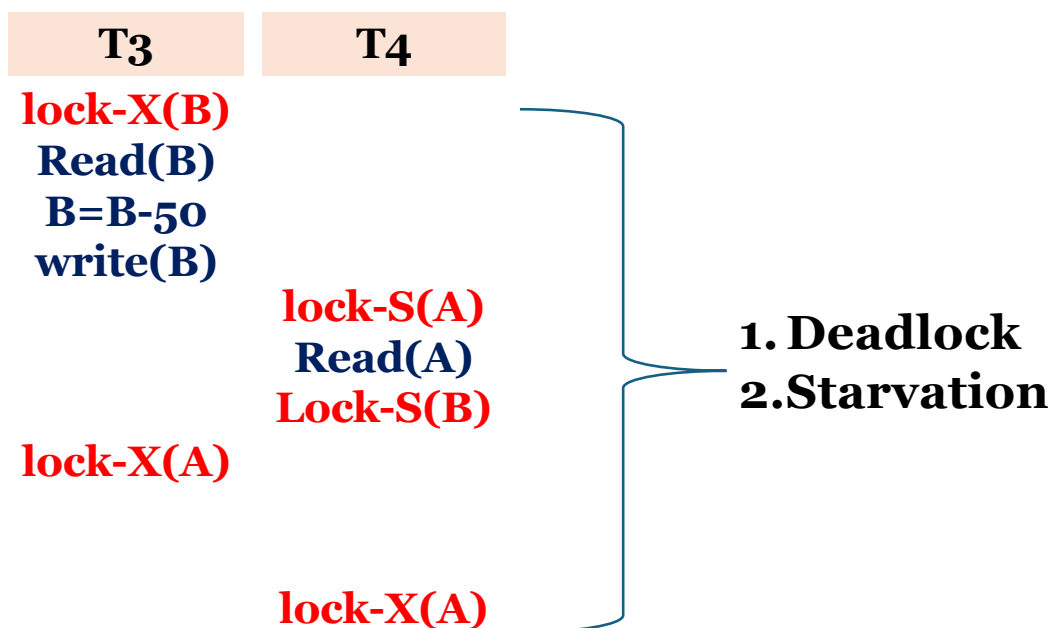 T3
T4
lock-X(B)
Read(B)
B=B-50
write(B)
lock-S(A)
Read(A)
Lock-S(B)
lock-X(A)
lock-X(A)
1. Deadlock
2.Starvation